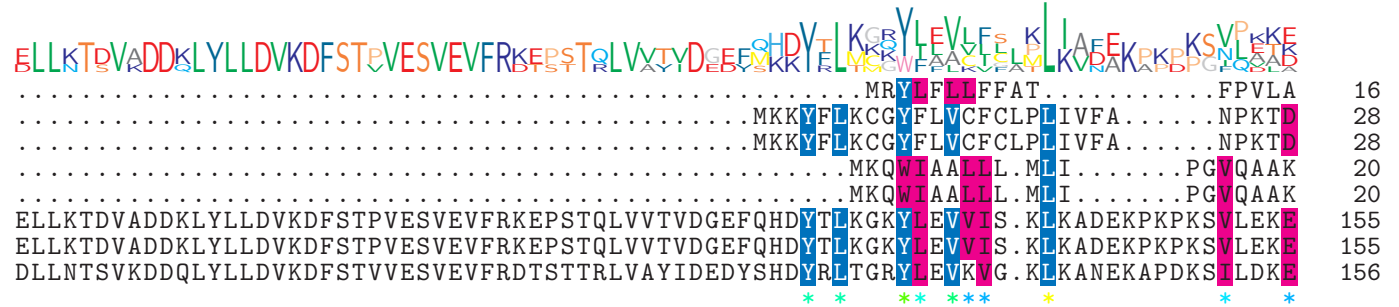 ELLKTDVADDKLYLLDVKDFSTPVESVEVFRKEPSTQLVVTVDGEF
.....................................................MRYLFLLFFAT...........FPVLA 16
..............................................MKKYFLKCGYFLVCFCLPLIVFA......NPKTD 28
..............................................MKKYFLKCGYFLVCFCLPLIVFA......NPKTD 28
....................................................MKQWIAALLL.MLI.......PGVQAAK 20
....................................................MKQWIAALLL.MLI.......PGVQAAK 20
ELLKTDVADDKLYLLDVKDFSTPVESVEVFRKEPSTQLVVTVDGEFQHDYTLKGKYLEVVIS.KLKADEKPKPKSVLEKE 155
ELLKTDVADDKLYLLDVKDFSTPVESVEVFRKEPSTQLVVTVDGEFQHDYTLKGKYLEVVIS.KLKADEKPKPKSVLEKE 155
DLLNTSVKDDQLYLLDVKDFSTVVESVEVFRDTSTTRLVAYIDEDYSHDYRLTGRYLEVKVG.KLKANEKAPDKSILDKE 156
* * ** *** * * *